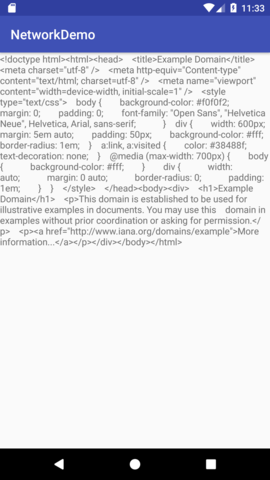 11:33
NetworkDemo
<!doctype html><html><head>    <title>Example Domain</title>
<meta charset="utf-8" />    <meta http-equiv="Content-type"
content="text/html; charset=utf-8" />    <meta name="viewport"
content="width=device-width, initial-scale=1" />    <style
type="text/css">    body {        background-color: #f0f0f2;
margin: 0;        padding: 0;        font-family: "Open Sans", "Helvetica
Neue", Helvetica, Arial, sans-serif;            }    div {        width: 600px;
margin: 5em auto;        padding: 50px;        background-color: #fff;
border-radius: 1em;    }    a:link, a:visited {        color: #38488f;
text-decoration: none;    }    @media (max-width: 700px) {        body
{            background-color: #fff;        }        div {            width:
auto;            margin: 0 auto;            border-radius: 0;            padding:
1em;        }    }    </style>    </head><body><div>    <h1>Example
Domain</h1>    <p>This domain is established to be used for
illustrative examples in documents. You may use this    domain in
examples without prior coordination or asking for permission.</
p>    <p><a href="http://www.iana.org/domains/example">More
information...</a></p></div></body></html>